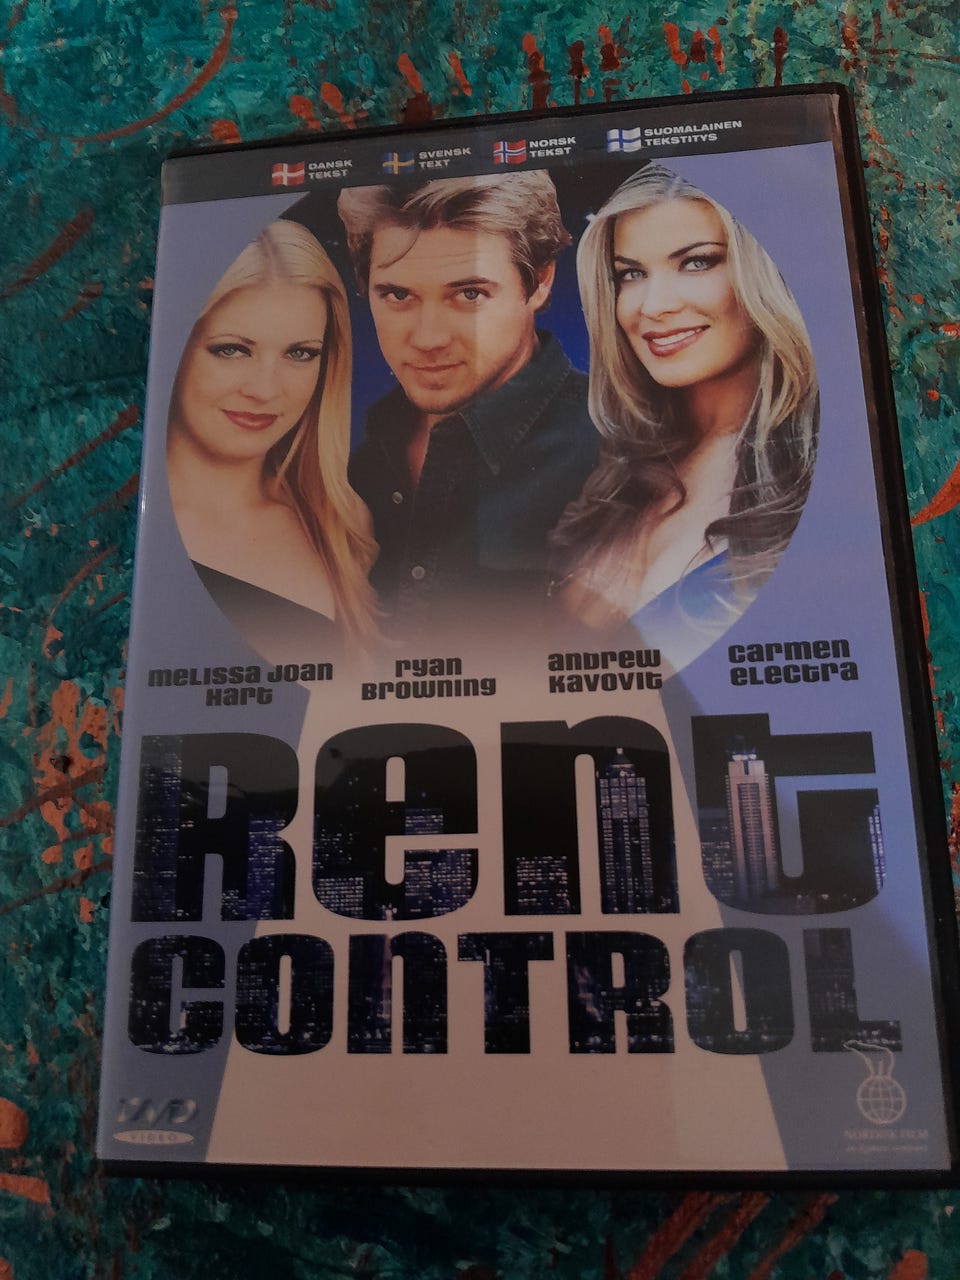 DANSK
TEKST
SVENSK
TEXT
NORSK
TEKST
SUOMALAINEN
TEKSTITYS
melissa joan
Hart
ryan
Browning
andrew
Kavovit
carmen
electra
Rent
CONTROL
DVD
VIDEO
NORDISK FILM